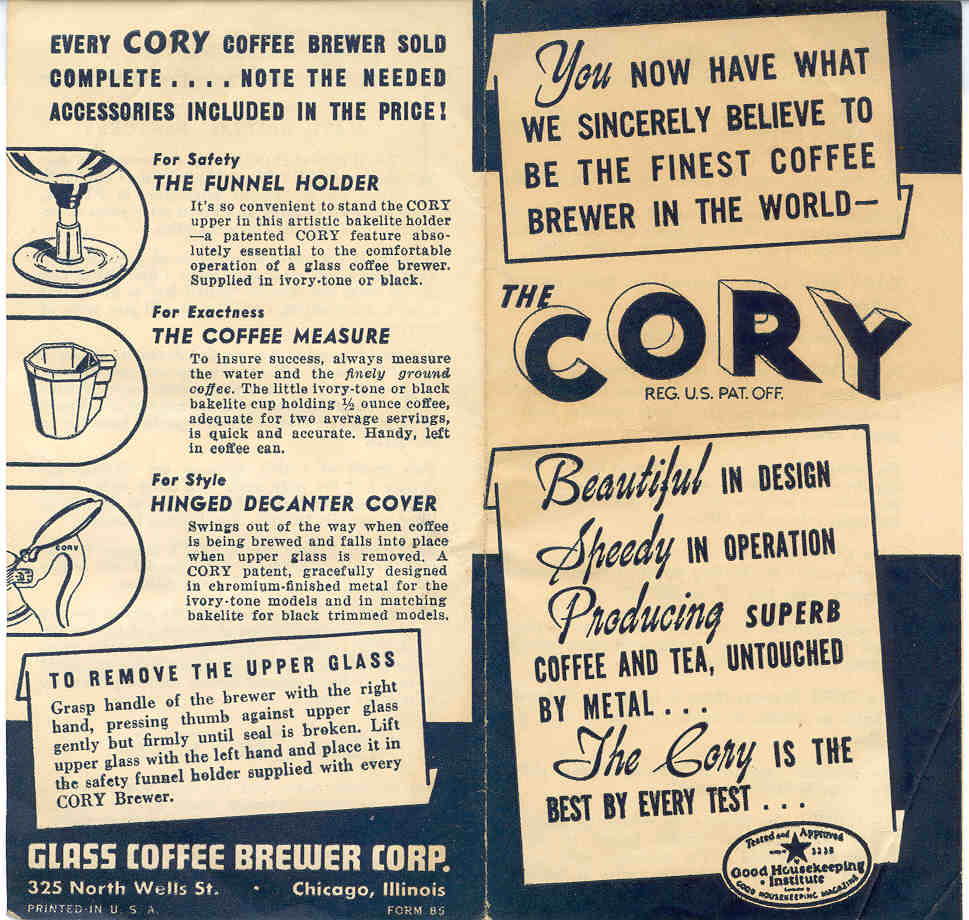 EVERY CORY COFFEE BREWER SOLD
COMPLETE . . . . NOTE THE NEEDED
ACCESSORIES INCLUDED IN THE PRICE!
For Safety
THE FUNNEL HOLDER
It's so convenient to stand the CORY
upper in this artistic bakelite holder
—a patented CORY feature abso-
lutely essential to the comfortable
operation of a glass coffee brewer.
Supplied in ivory-tone or black.
For Exactness
THE COFFEE MEASURE
To insure success, always measure
the water and the finely ground
coffee. The little ivory-tone or black
bakelite cup holding ½ ounce coffee,
adequate for two average servings,
is quick and accurate. Handy, left
in coffee can.
For Style
HINGED DECANTER COVER
Swings out of the way when coffee
is being brewed and falls into place
when upper glass is removed. A
CORY patent, gracefully designed
in chromium-finished metal for the
ivory-tone models and in matching
bakelite for black trimmed models.
CORY
TO REMOVE THE UPPER GLASS
Grasp handle of the brewer with the right
hand, pressing thumb against upper glass
gently but firmly until seal is broken. Lift
upper glass with the left hand and place it in
the safety funnel holder supplied with every
CORY Brewer.
GLASS COFFEE BREWER CORP.
325 North Wells St. • Chicago, Illinois
PRINTED IN U. S. A. FORM 85
You NOW HAVE WHAT
WE SINCERELY BELIEVE TO
BE THE FINEST COFFEE
BREWER IN THE WORLD—
THE
CORY
REG. U.S. PAT. OFF.
Beautiful IN DESIGN
Speedy IN OPERATION
Producing SUPERB
COFFEE AND TEA, UNTOUCHED
BY METAL . . .
The Cory IS THE
BEST BY EVERY TEST . . .
Tested and Approved
3238
Good Housekeeping
• Institute
GOOD HOUSEKEEPING MAGAZINE